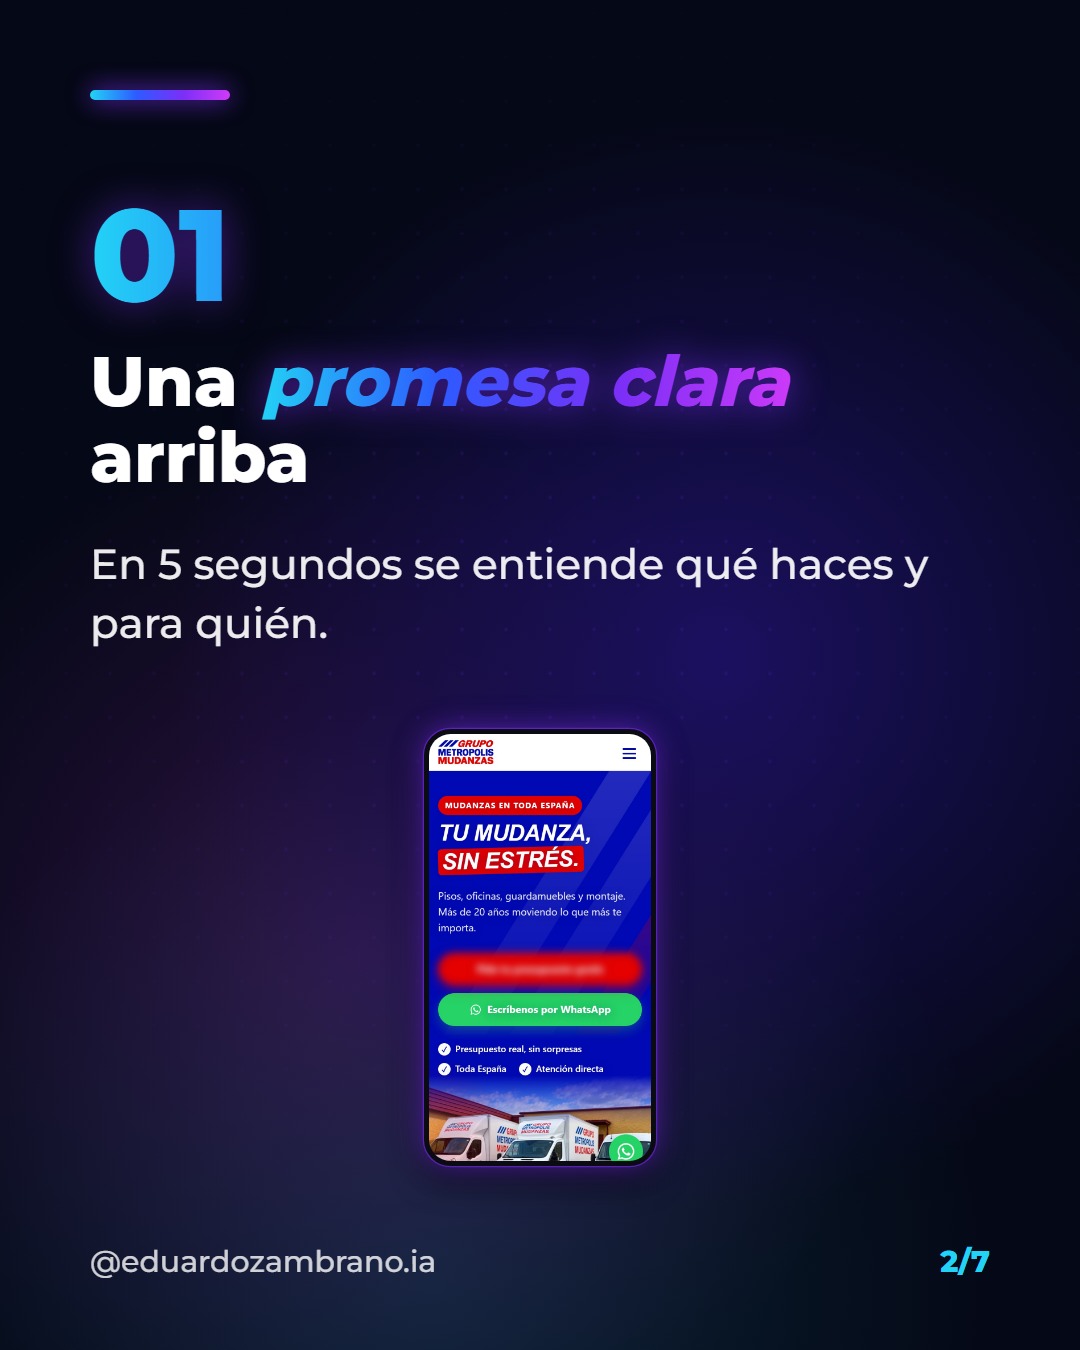 01
Una promesa clara
arriba
En 5 segundos se entiende qué haces y
para quién.
GRUPO
METROPOLIS
MUDANZAS
MUDANZAS EN TODA ESPAÑA
TU MUDANZA,
SIN ESTRÉS.
Pisos, oficinas, guardamuebles y montaje.
Más de 20 años moviendo lo que más te
importa.
Escríbenos por WhatsApp
Presupuesto real, sin sorpresas
Toda España Atención directa
@eduardozambrano.ia
2/7